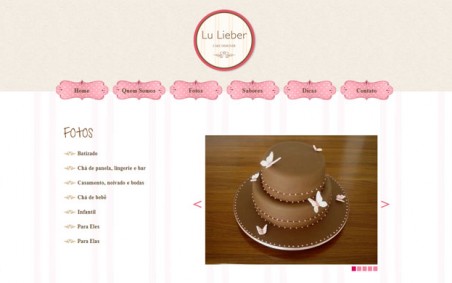 Lu Lieber
Home
Quem Somos
Fotos
Sabores
Dicas
Contato
Fotos
Batizado
Chá de panela, lingerie e bar
Casamento, noivado e bodas
Chá de bebê
Infantil
Para Eles
Para Elas